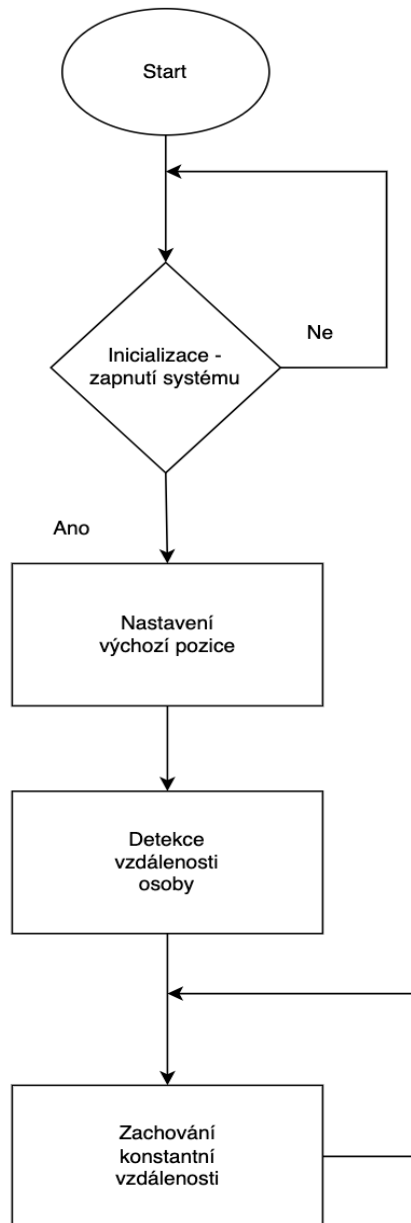 Start
Ne
Inicializace -
zapnutí systému
Ano
Nastavení
výchozí pozice
Detekce
vzdálenosti
osoby
Zachování
konstantní
vzdálenosti